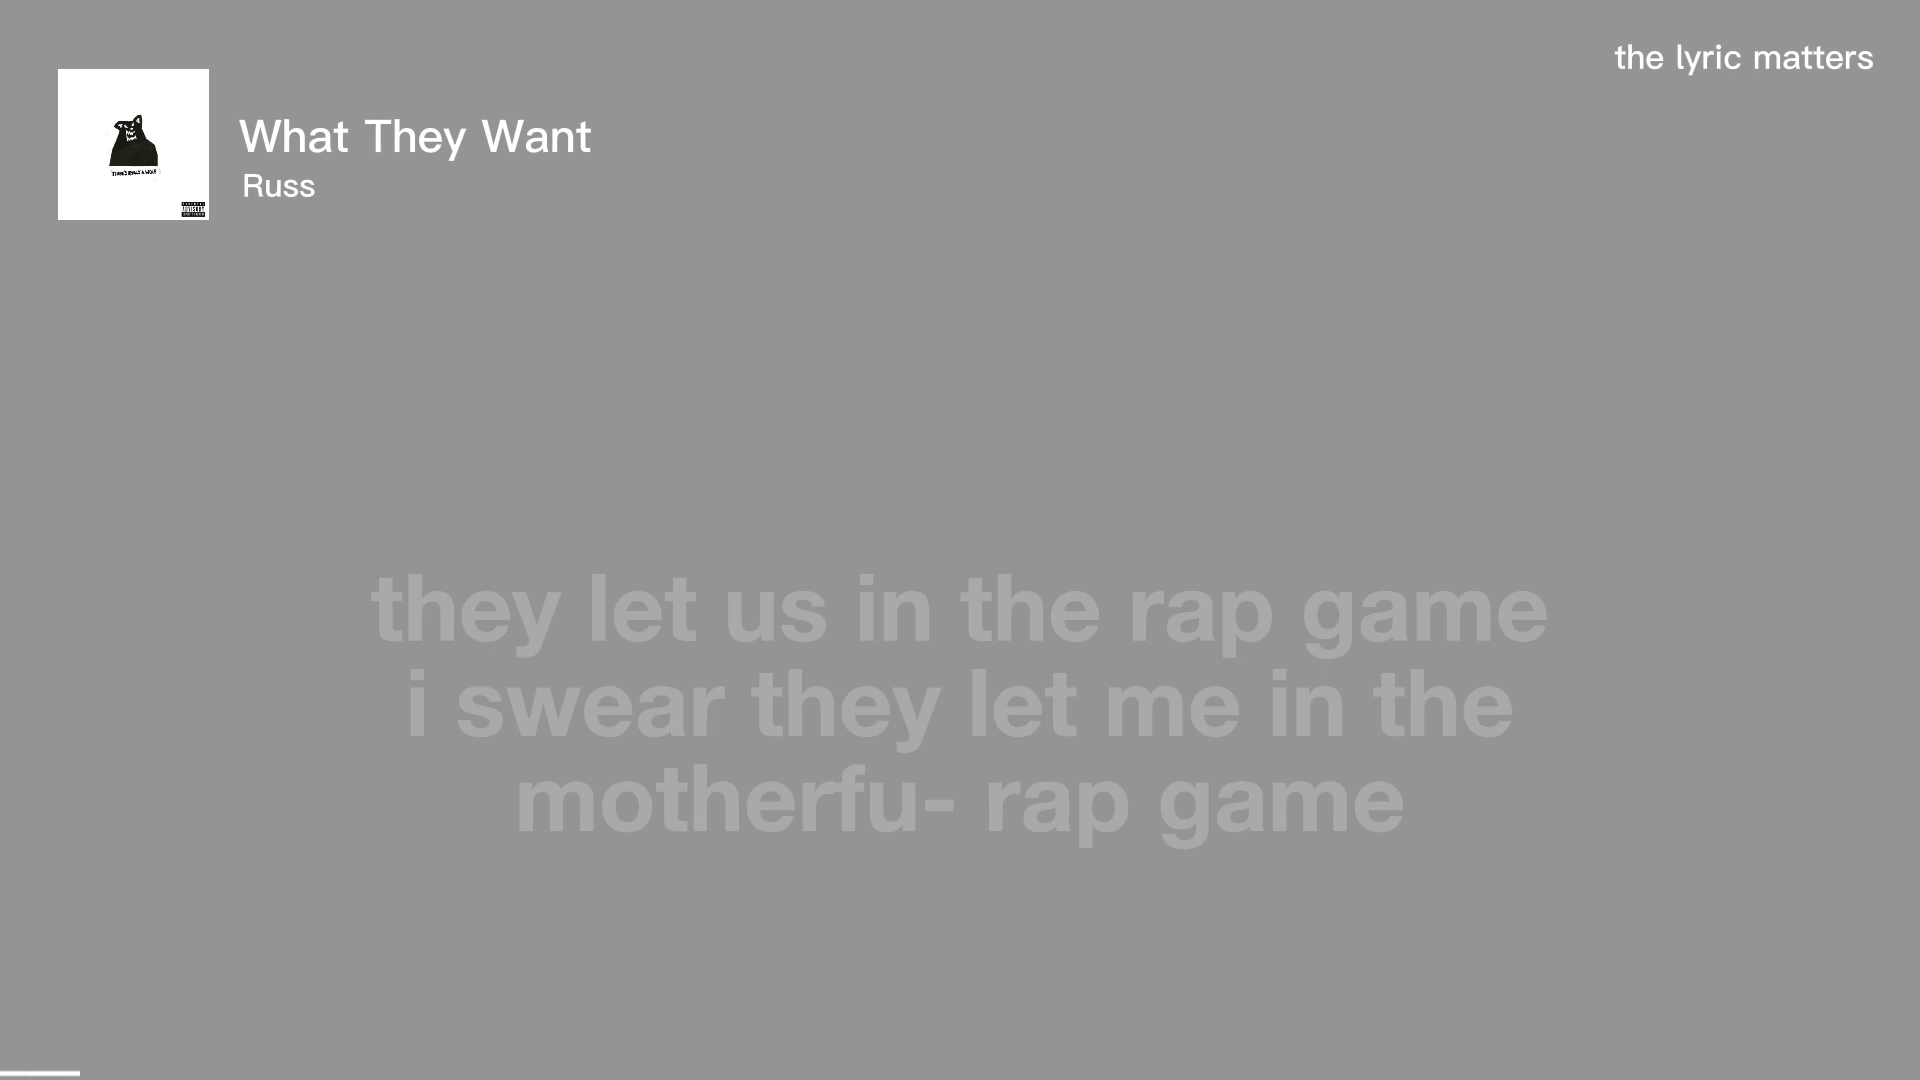 the lyric matters
What They Want
Russ
they let us in the rap game
i swear they let me in the
motherfu- rap game